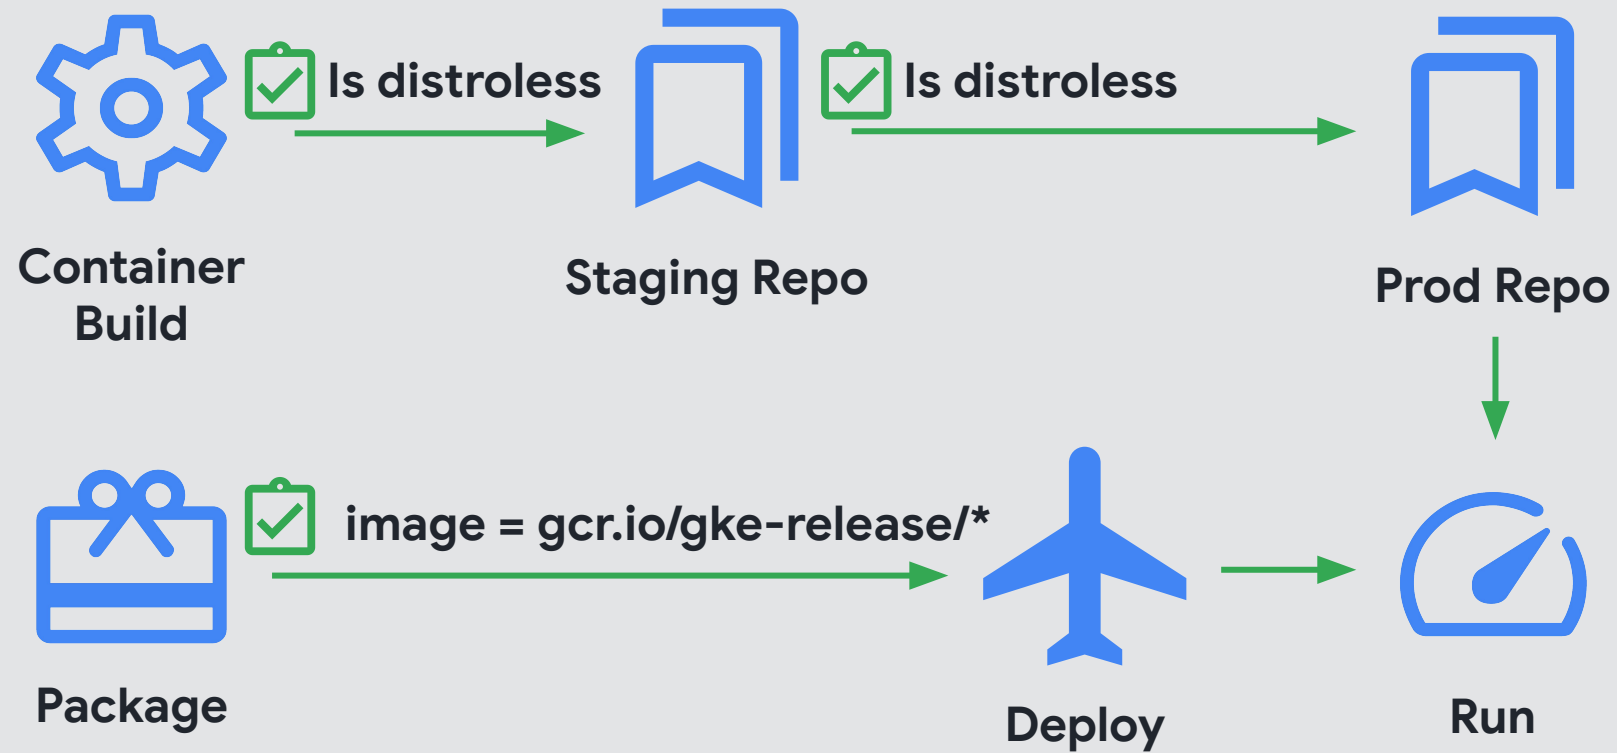 Is distroless
Is distroless
Container
Build
Staging Repo
Prod Repo
image = gcr.io/gke-release/*
Package
Deploy
Run